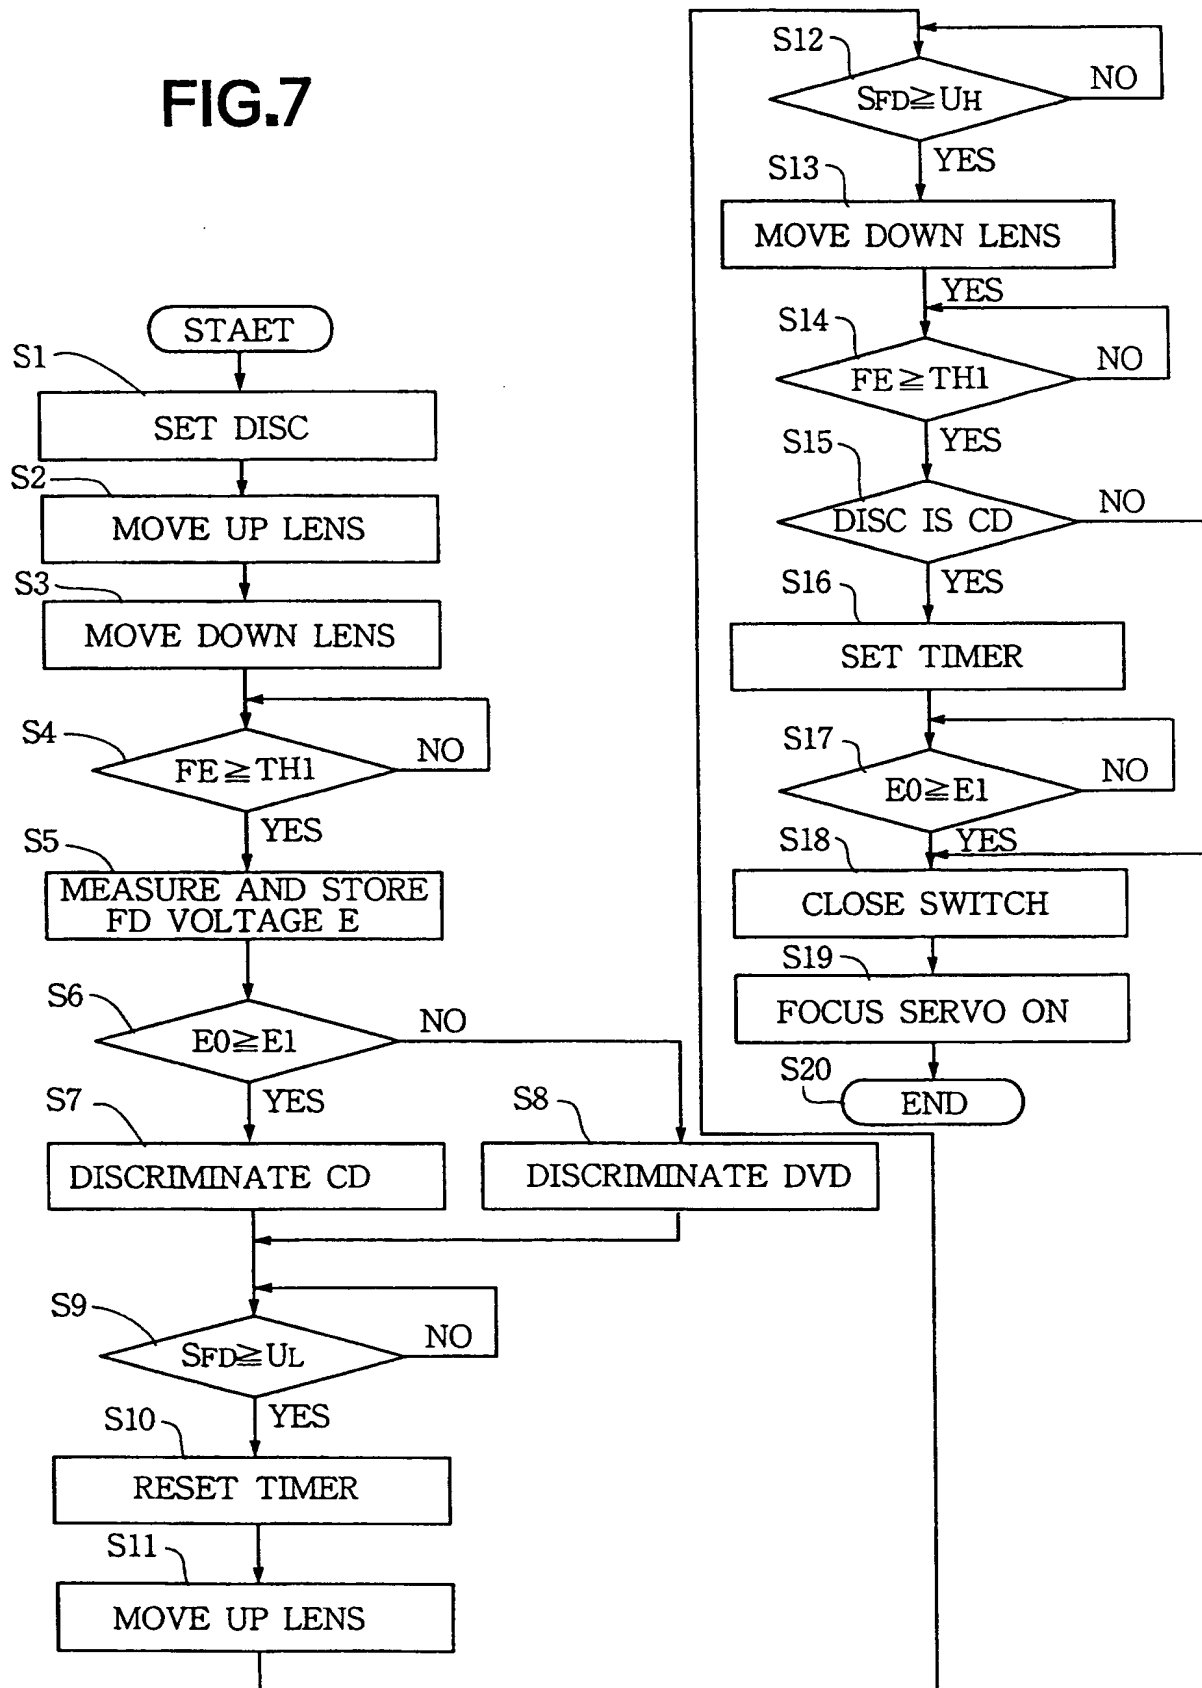 FIG.7
STAET
S1
SET DISC
S2
MOVE UP LENS
S3
MOVE DOWN LENS
S4
FE≧TH1
NO
YES
S5
MEASURE AND STORE
FD VOLTAGE E
S6
E0≧E1
NO
YES
S7
DISCRIMINATE CD
S8
DISCRIMINATE DVD
S9
SFD≧UL
NO
YES
S10
RESET TIMER
S11
MOVE UP LENS
S12
SFD≧UH
NO
YES
S13
MOVE DOWN LENS
YES
S14
FE≧TH1
NO
YES
S15
DISC IS CD
NO
YES
S16
SET TIMER
S17
E0≧E1
NO
YES
S18
CLOSE SWITCH
S19
FOCUS SERVO ON
S20
END